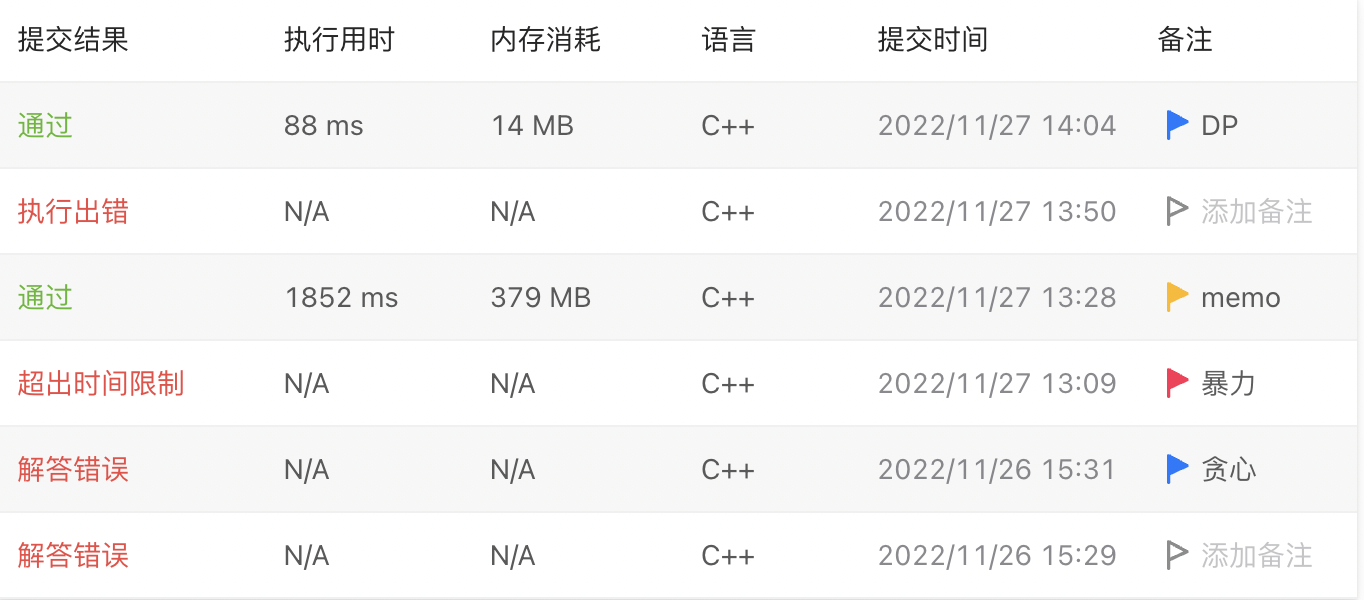 提交结果 执行用时 内存消耗 语言 提交时间 备注
通过 88 ms 14 MB C++ 2022/11/27 14:04 DP
执行出错 N/A N/A C++ 2022/11/27 13:50 添加备注
通过 1852 ms 379 MB C++ 2022/11/27 13:28 memo
超出时间限制 N/A N/A C++ 2022/11/27 13:09 暴力
解答错误 N/A N/A C++ 2022/11/26 15:31 贪心
解答错误 N/A N/A C++ 2022/11/26 15:29 添加备注